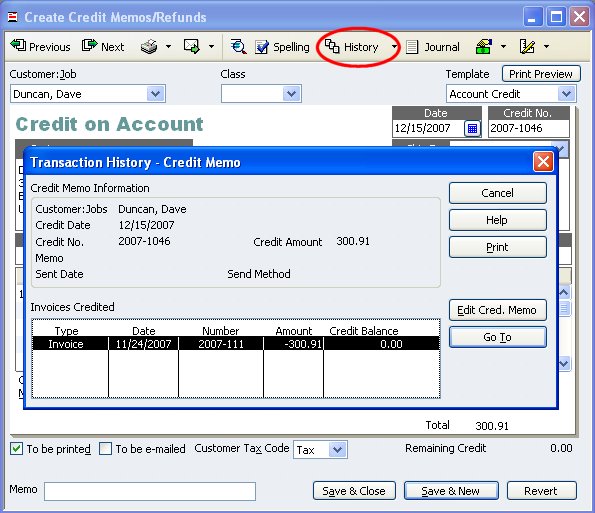 Create Credit Memos/Refunds
Previous Next Spelling History Journal
Customer:Job Class Template Print Preview
Duncan, Dave Account Credit
Credit on Account
Date Credit No.
12/15/2007 2007-1046
Transaction History - Credit Memo
Credit Memo Information
Customer:Jobs Duncan, Dave
Credit Date 12/15/2007
Credit No. 2007-1046 Credit Amount 300.91
Memo
Sent Date Send Method
Cancel
Help
Print
Invoices Credited
Type Date Number Amount Credit Balance
Invoice 11/24/2007 2007-111 -300.91 0.00
Edit Cred. Memo
Go To
Total 300.91
To be printed To be e-mailed Customer Tax Code Tax Remaining Credit 0.00
Memo Save & Close Save & New Revert